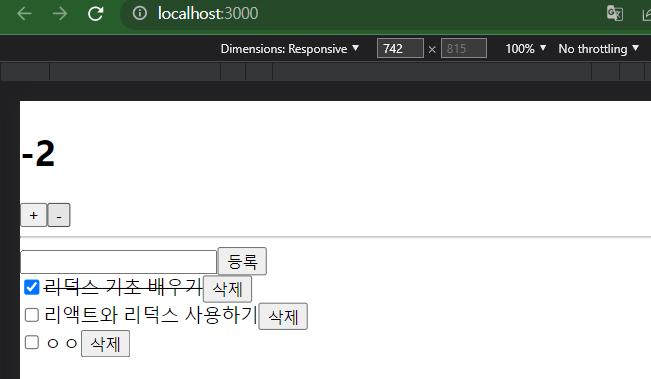 localhost:3000
Dimensions: Responsive ▼ 742 × 815 100% ▼ No throttling ▼
-2
+ -
등록
리덕스 기초 배우기 삭제
리액트와 리덕스 사용하기 삭제
ㅇㅇ 삭제